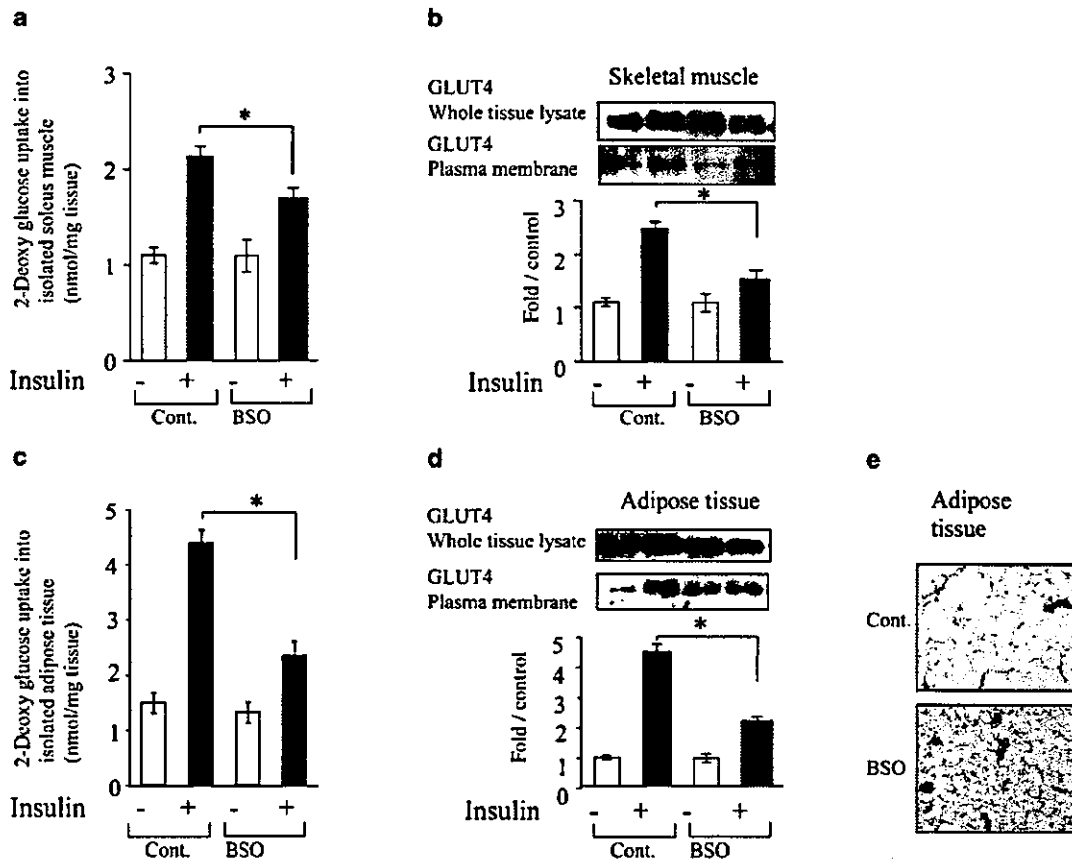 a
2-Deoxy glucose uptake into
isolated soleus muscle
(nmol/mg tissue)
3
2
1
0
*
Insulin
- + - +
Cont. BSO
b
Skeletal muscle
GLUT4
Whole tissue lysate
GLUT4
Plasma membrane
Fold / control
3
2
1
0
*
Insulin
- + - +
Cont. BSO
c
2-Deoxy glucose uptake into
isolated adipose tissue
(nmol/mg tissue)
5
4
3
2
1
0
*
Insulin
- + - +
Cont. BSO
d
Adipose tissue
GLUT4
Whole tissue lysate
GLUT4
Plasma membrane
Fold / control
5
4
3
2
1
0
*
Insulin
- + - +
Cont. BSO
e
Adipose
tissue
Cont.
BSO